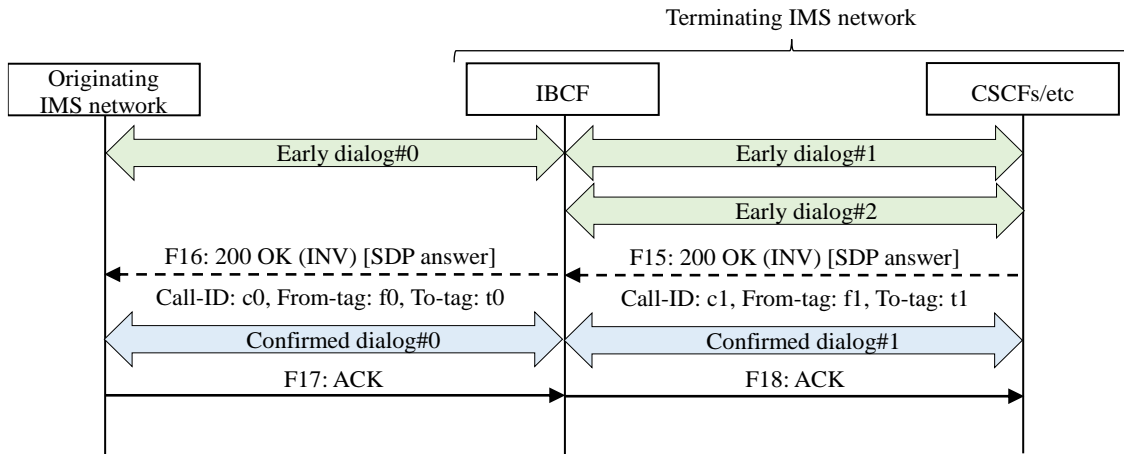 Terminating IMS network
Originating
IMS network
IBCF
CSCFs/etc
Early dialog#0
Early dialog#1
Early dialog#2
F16: 200 OK (INV) [SDP answer]
F15: 200 OK (INV) [SDP answer]
Call-ID: c0, From-tag: f0, To-tag: t0
Call-ID: c1, From-tag: f1, To-tag: t1
Confirmed dialog#0
Confirmed dialog#1
F17: ACK
F18: ACK